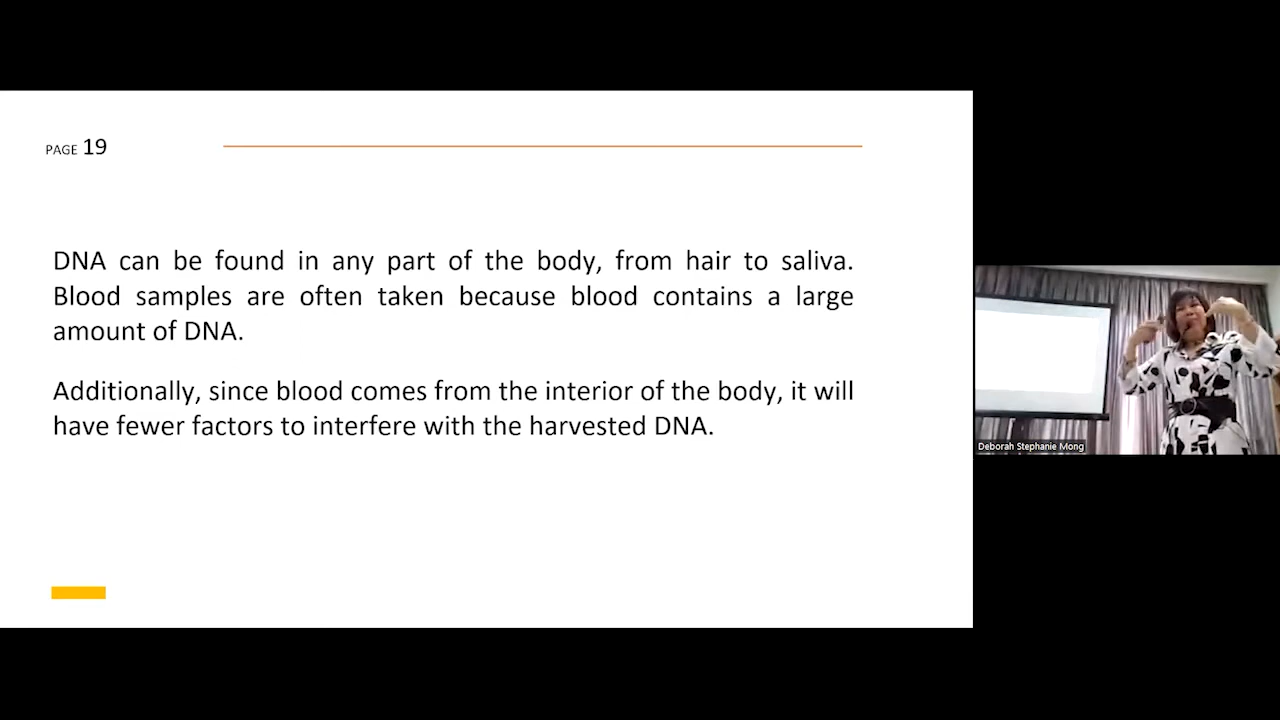 PAGE 19
DNA can be found in any part of the body, from hair to saliva.
Blood samples are often taken because blood contains a large
amount of DNA.
Additionally, since blood comes from the interior of the body, it will
have fewer factors to interfere with the harvested DNA.
Deborah Stephanie Mong